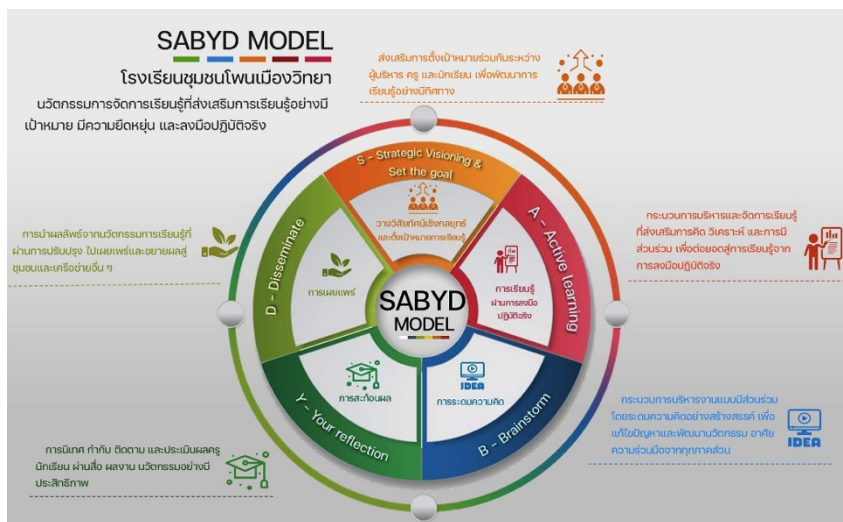 SABYD MODEL
โรงเรียนชุมชนโพนเมืองวิทยา
นวัตกรรมการจัดการเรียนรู้ที่ส่งเสริมการเรียนรู้อย่างมี
เป้าหมาย มีความยืดหยุ่น และลงมือปฏิบัติจริง
ส่งเสริมการตั้งเป้าหมายร่วมกันระหว่าง
ผู้บริหาร ครู และนักเรียน เพื่อพัฒนาการ
เรียนรู้อย่างมีทิศทาง
S - Strategic Visioning &
Set the goal
วางวิสัยทัศน์เชิงกลยุทธ์
และตั้งเป้าหมายการเรียนรู้
A - Active learning
การเรียนรู้
ผ่านการลงมือ
ปฏิบัติจริง
กระบวนการบริหารและจัดการเรียนรู้
ที่ส่งเสริมการคิด วิเคราะห์ และการมี
ส่วนร่วม เพื่อต่อยอดสู่การเรียนรู้จาก
การลงมือปฏิบัติจริง
การนำผลลัพธ์จากนวัตกรรมการเรียนรู้ที่
ผ่านการปรับปรุง ไปเผยแพร่และขยายผลสู่
ชุมชนและเครือข่ายอื่น ๆ
D - Disseminate
การเผยแพร่
SABYD
MODEL
Y - Your reflection
การสะท้อนผล
IDEA
การระดมความคิด
B - Brainstorm
กระบวนการบริหารงานแบบมีส่วนร่วม
โดยระดมความคิดอย่างสร้างสรรค์ เพื่อ
แก้ไขปัญหาและพัฒนานวัตกรรม อาศัย
ความร่วมมือจากทุกภาคส่วน
IDEA
การนิเทศ กำกับ ติดตาม และประเมินผลครู
นักเรียน ผ่านสื่อ ผลงาน นวัตกรรมอย่างมี
ประสิทธิภาพ